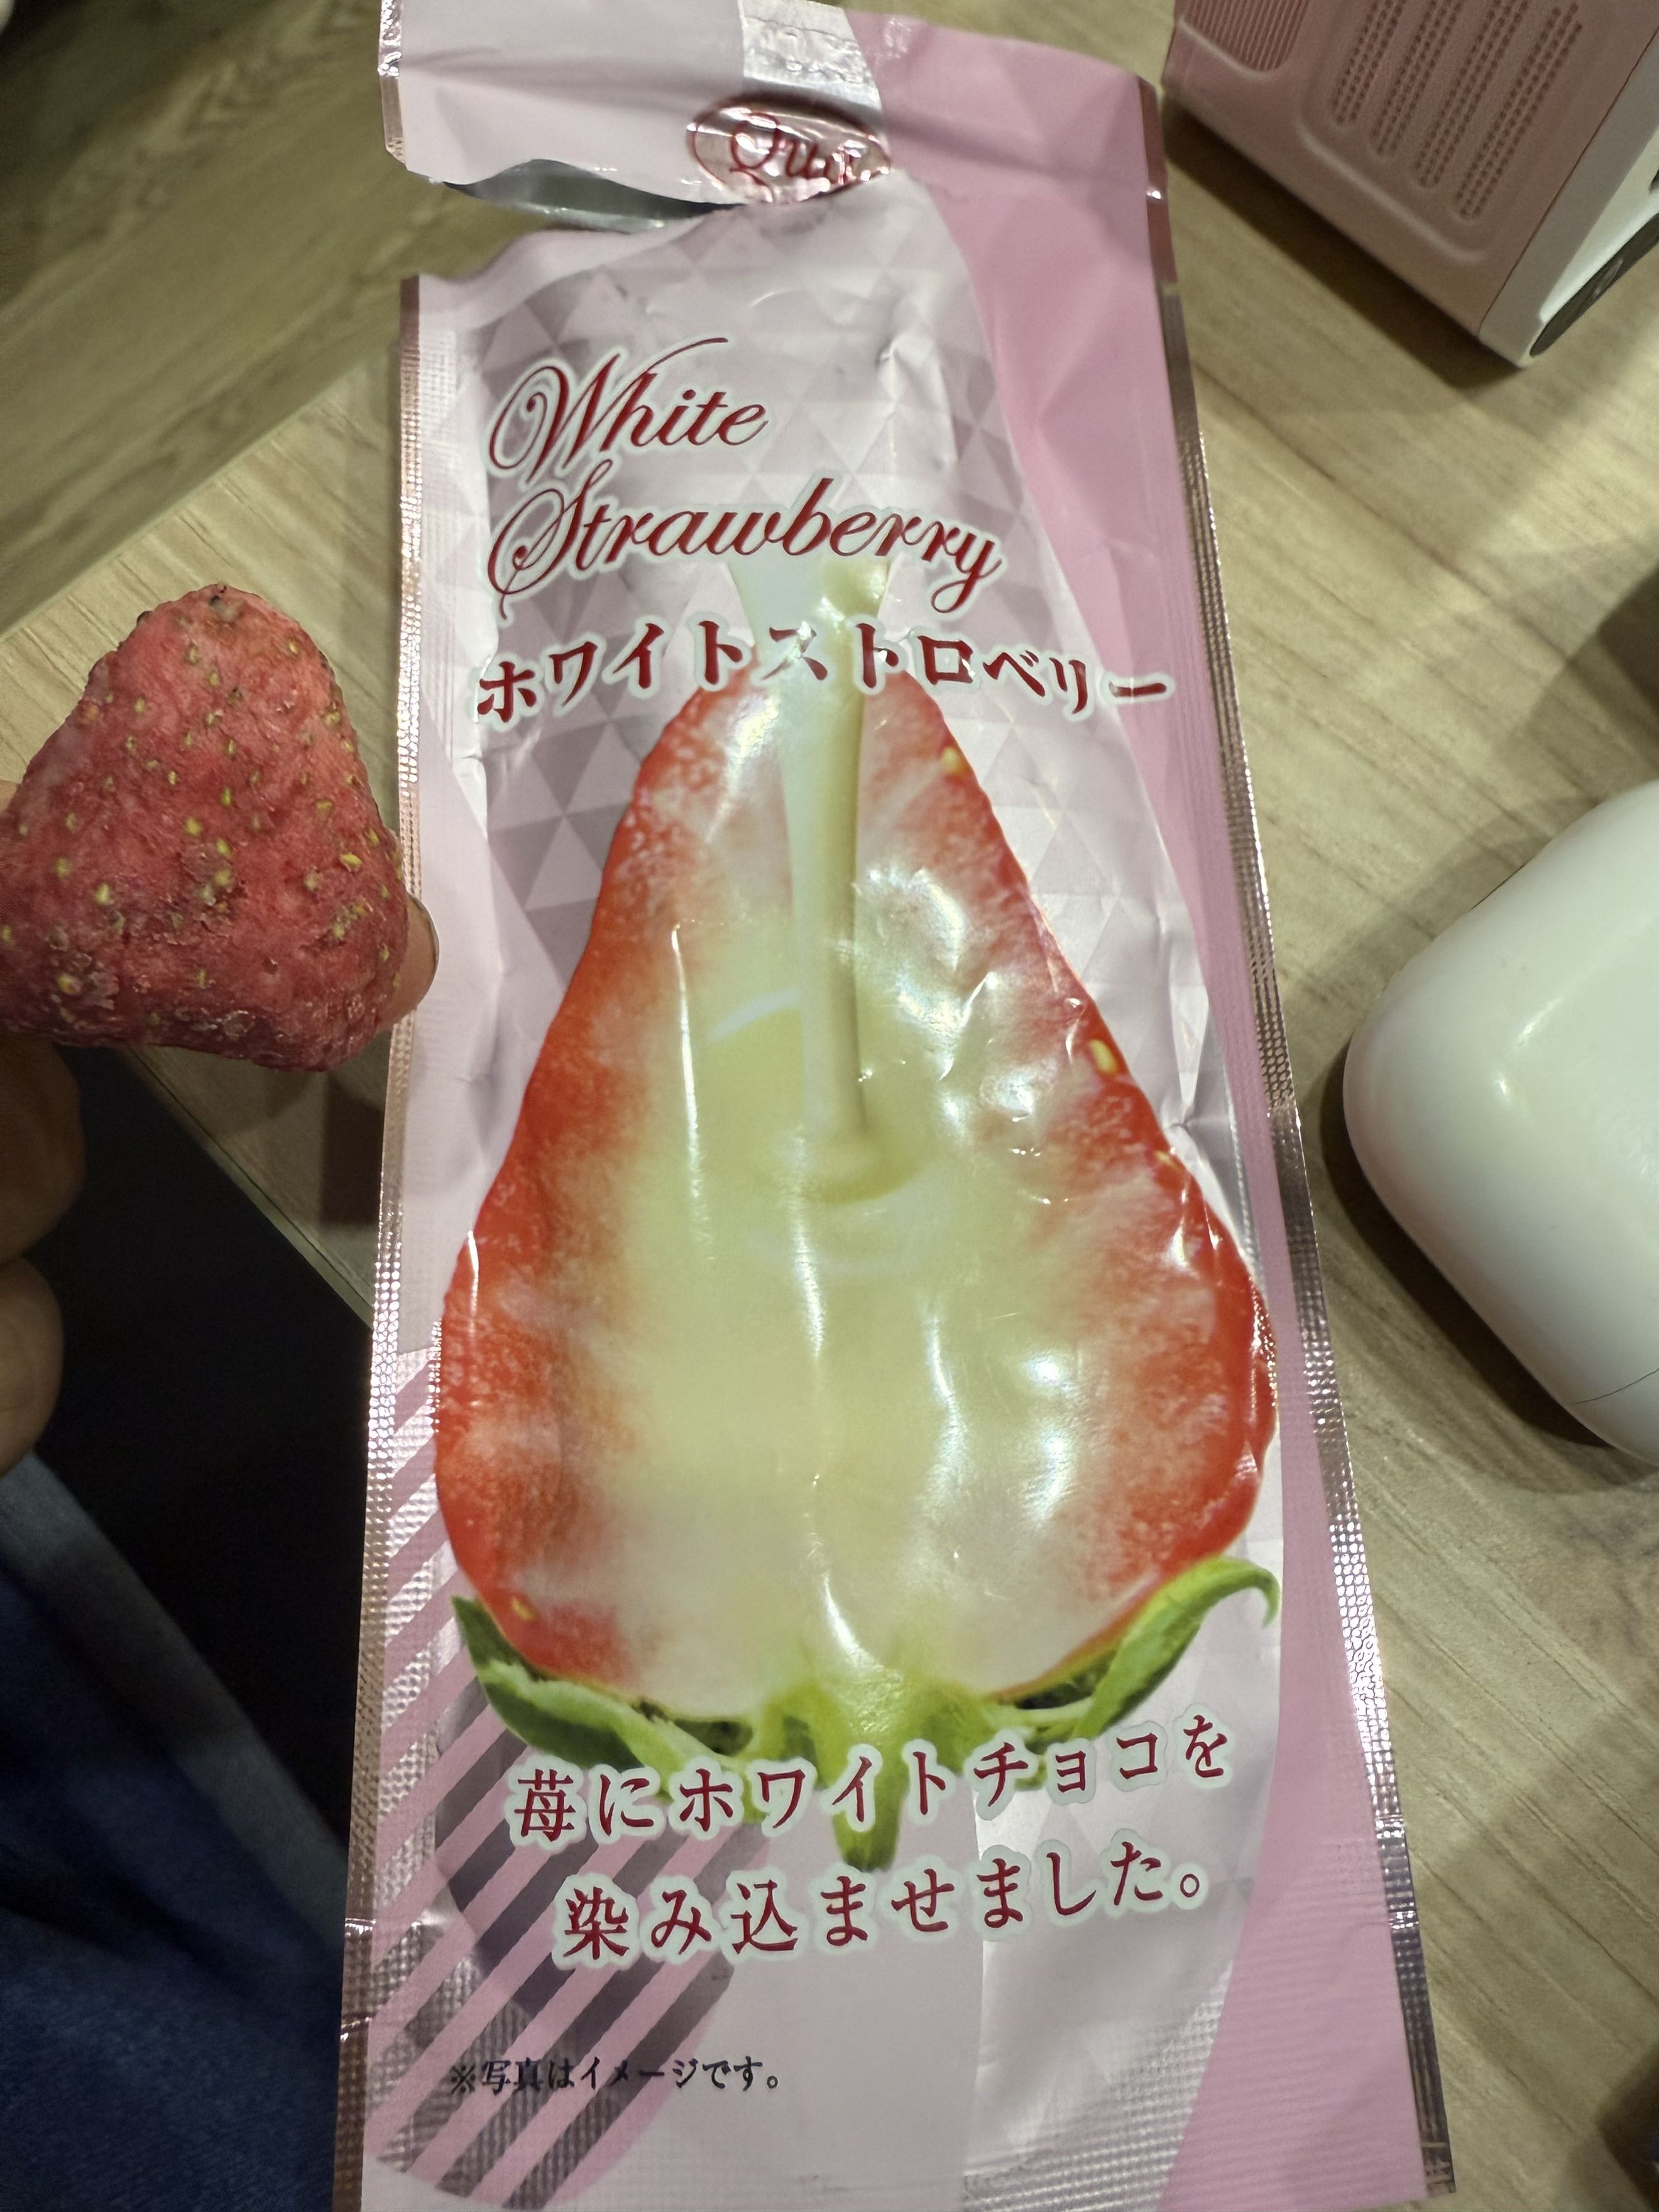 White
Strawberry
ホワイトストロベリー
苺にホワイトチョコを
染み込ませました。
※写真はイメージです。